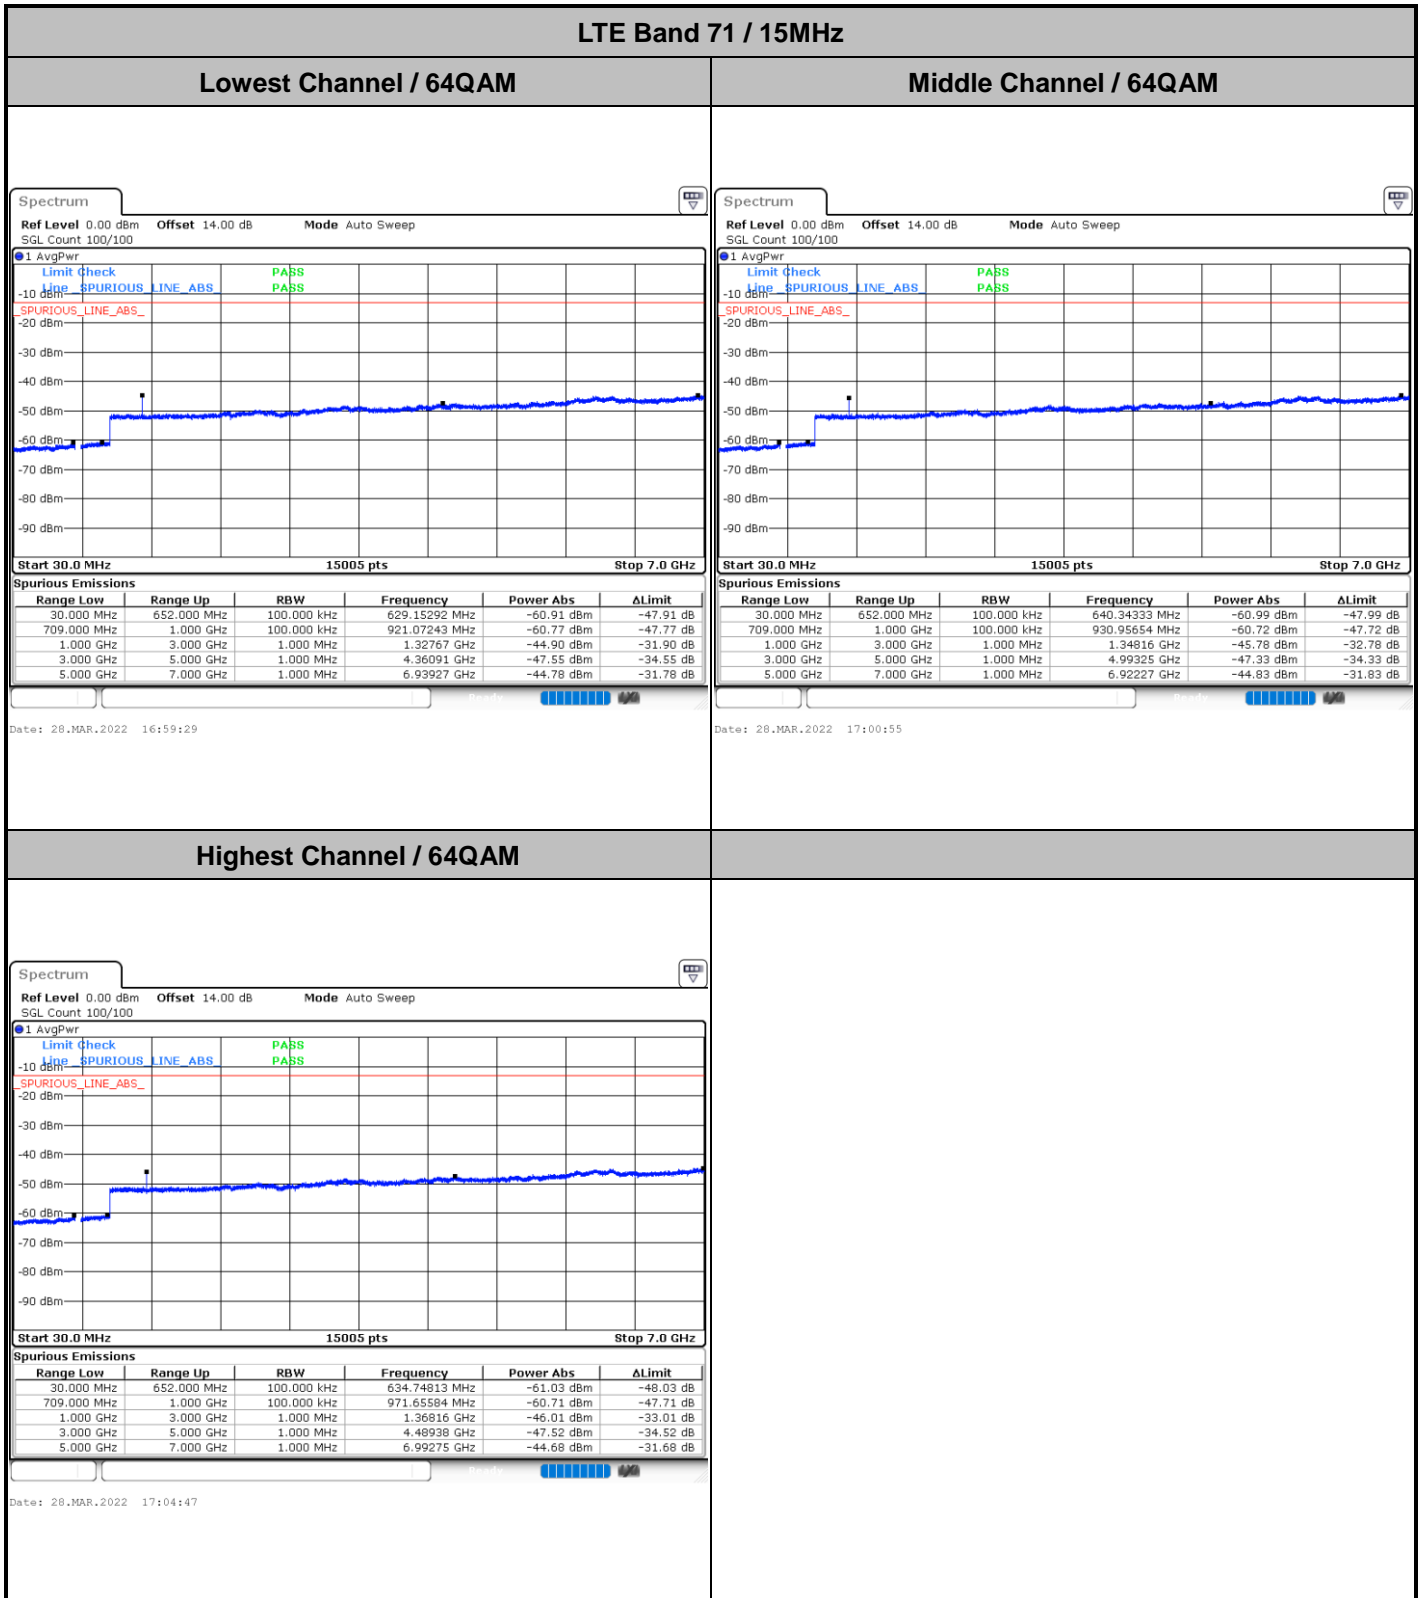 LTE Band 71 / 15MHz
Lowest Channel / 64QAM
Middle Channel / 64QAM
Spectrum
Ref Level 0.00 dBm Offset 14.00 dB Mode Auto Sweep
SGL Count 100/100
1 AvgPwr
Limit Check PASS
Line _SPURIOUS_LINE_ABS_ PASS
-10 dBm
_SPURIOUS_LINE_ABS_
-20 dBm
-30 dBm
-40 dBm
-50 dBm
-60 dBm
-70 dBm
-80 dBm
-90 dBm
Start 30.0 MHz 15005 pts Stop 7.0 GHz
Spurious Emissions
Range Low Range Up RBW Frequency Power Abs ΔLimit
30.000 MHz 652.000 MHz 100.000 kHz 629.15292 MHz -60.91 dBm -47.91 dB
709.000 MHz 1.000 GHz 100.000 kHz 921.07243 MHz -60.77 dBm -47.77 dB
1.000 GHz 3.000 GHz 1.000 MHz 1.32767 GHz -44.90 dBm -31.90 dB
3.000 GHz 5.000 GHz 1.000 MHz 4.36091 GHz -47.55 dBm -34.55 dB
5.000 GHz 7.000 GHz 1.000 MHz 6.93927 GHz -44.78 dBm -31.78 dB
Date: 28.MAR.2022 16:59:29
Spectrum
Ref Level 0.00 dBm Offset 14.00 dB Mode Auto Sweep
SGL Count 100/100
1 AvgPwr
Limit Check PASS
Line _SPURIOUS_LINE_ABS_ PASS
-10 dBm
_SPURIOUS_LINE_ABS_
-20 dBm
-30 dBm
-40 dBm
-50 dBm
-60 dBm
-70 dBm
-80 dBm
-90 dBm
Start 30.0 MHz 15005 pts Stop 7.0 GHz
Spurious Emissions
Range Low Range Up RBW Frequency Power Abs ΔLimit
30.000 MHz 652.000 MHz 100.000 kHz 640.34333 MHz -60.99 dBm -47.99 dB
709.000 MHz 1.000 GHz 100.000 kHz 930.95654 MHz -60.72 dBm -47.72 dB
1.000 GHz 3.000 GHz 1.000 MHz 1.34816 GHz -45.78 dBm -32.78 dB
3.000 GHz 5.000 GHz 1.000 MHz 4.99325 GHz -47.33 dBm -34.33 dB
5.000 GHz 7.000 GHz 1.000 MHz 6.92227 GHz -44.83 dBm -31.83 dB
Date: 28.MAR.2022 17:00:55
Highest Channel / 64QAM
Spectrum
Ref Level 0.00 dBm Offset 14.00 dB Mode Auto Sweep
SGL Count 100/100
1 AvgPwr
Limit Check PASS
Line _SPURIOUS_LINE_ABS_ PASS
-10 dBm
_SPURIOUS_LINE_ABS_
-20 dBm
-30 dBm
-40 dBm
-50 dBm
-60 dBm
-70 dBm
-80 dBm
-90 dBm
Start 30.0 MHz 15005 pts Stop 7.0 GHz
Spurious Emissions
Range Low Range Up RBW Frequency Power Abs ΔLimit
30.000 MHz 652.000 MHz 100.000 kHz 634.74813 MHz -61.03 dBm -48.03 dB
709.000 MHz 1.000 GHz 100.000 kHz 971.65584 MHz -60.71 dBm -47.71 dB
1.000 GHz 3.000 GHz 1.000 MHz 1.36816 GHz -46.01 dBm -33.01 dB
3.000 GHz 5.000 GHz 1.000 MHz 4.48938 GHz -47.52 dBm -34.52 dB
5.000 GHz 7.000 GHz 1.000 MHz 6.99275 GHz -44.68 dBm -31.68 dB
Date: 28.MAR.2022 17:04:47